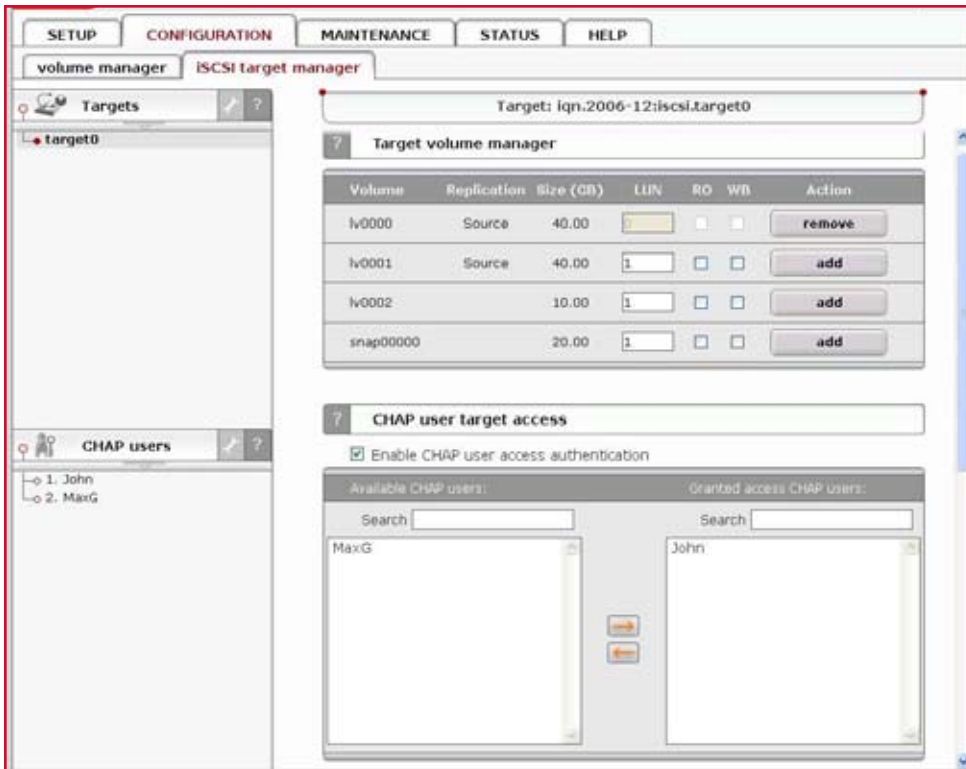 SETUP CONFIGURATION MAINTENANCE STATUS HELP
volume manager iSCSI target manager
Targets ?
target0
Target: iqn.2006-12:iscsi.target0
? Target volume manager
Volume Replication Size (GB) LUN RO WB Action
lv0000 Source 40.00 remove
lv0001 Source 40.00 1 add
lv0002 10.00 1 add
snap00000 20.00 1 add
? CHAP user target access
Enable CHAP user access authentication
CHAP users ?
1. John
2. MaxG
Available CHAP users: Granted access CHAP users:
Search Search
MaxG John